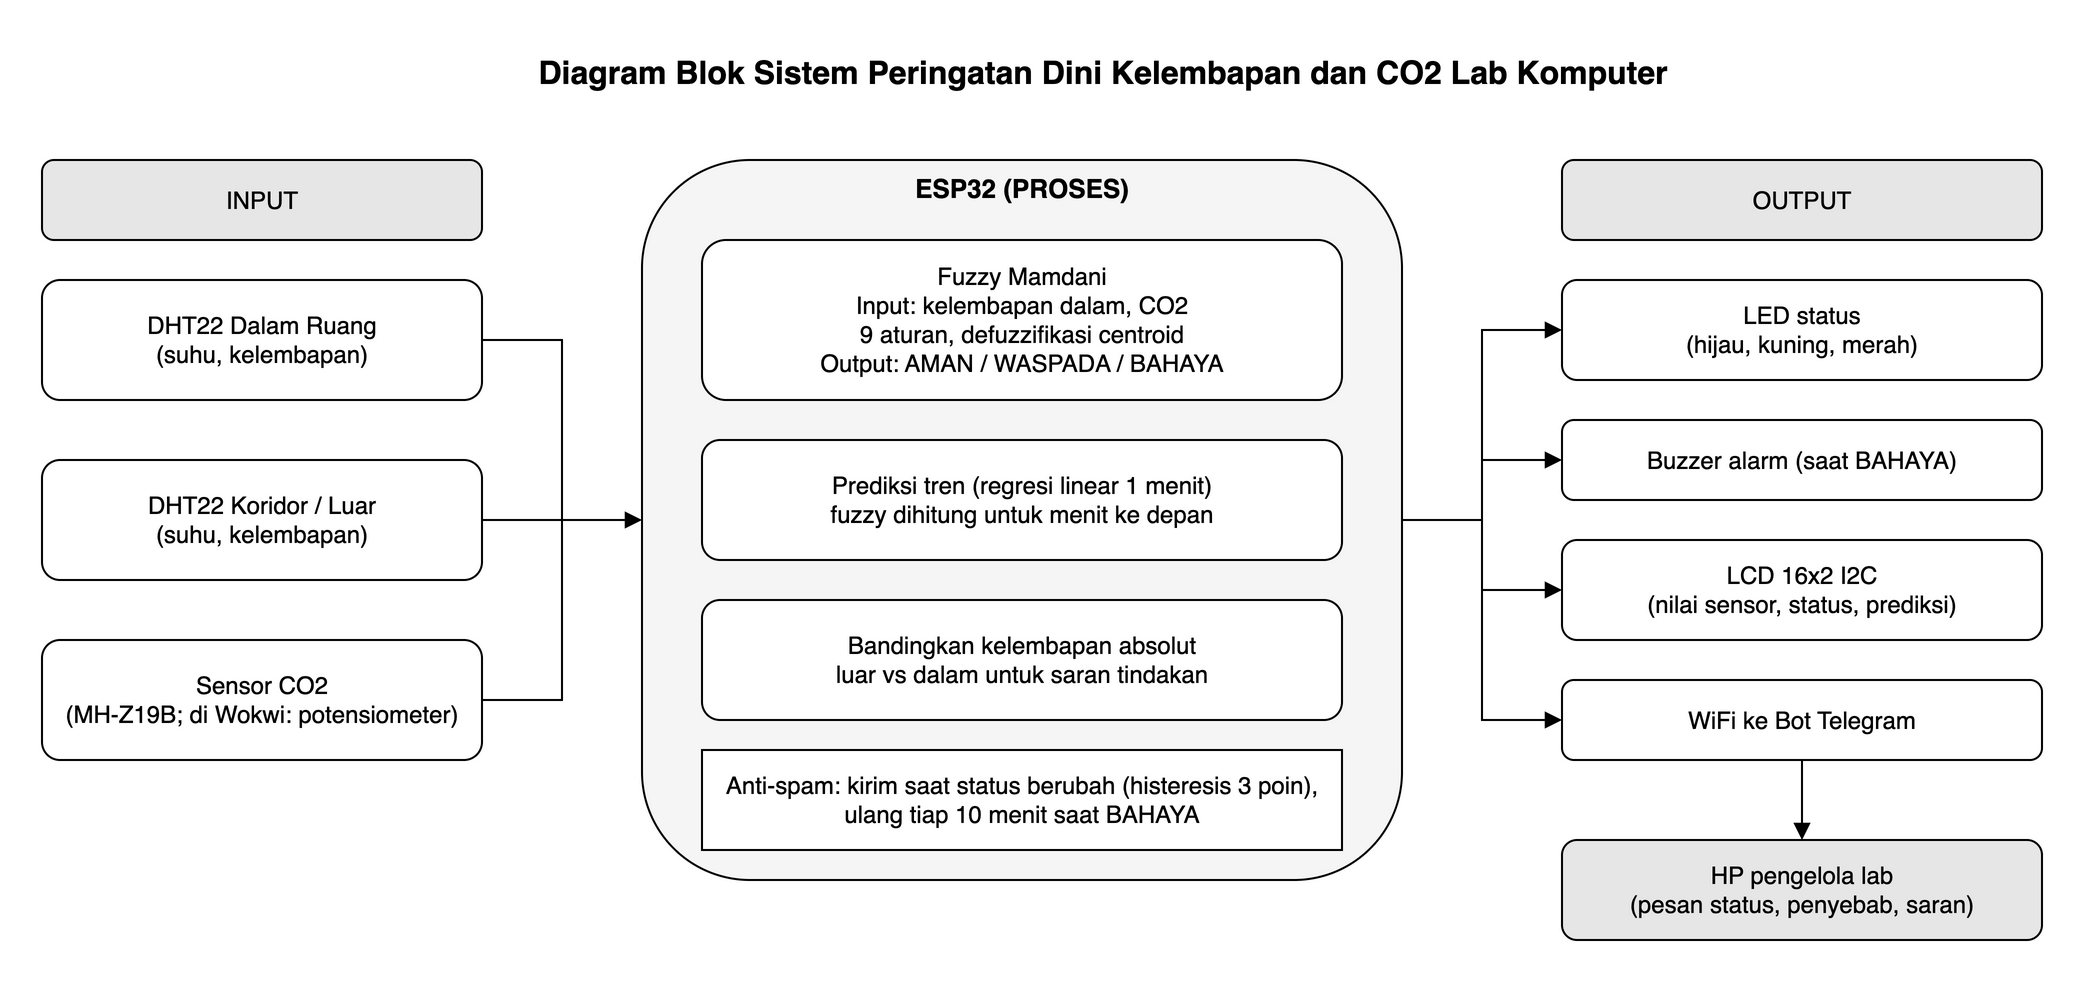 Diagram Blok Sistem Peringatan Dini Kelembapan dan CO2 Lab Komputer
INPUT
DHT22 Dalam Ruang
(suhu, kelembapan)
DHT22 Koridor / Luar
(suhu, kelembapan)
Sensor CO2
(MH-Z19B; di Wokwi: potensiometer)
ESP32 (PROSES)
Fuzzy Mamdani
Input: kelembapan dalam, CO2
9 aturan, defuzzifikasi centroid
Output: AMAN / WASPADA / BAHAYA
Prediksi tren (regresi linear 1 menit)
fuzzy dihitung untuk menit ke depan
Bandingkan kelembapan absolut
luar vs dalam untuk saran tindakan
Anti-spam: kirim saat status berubah (histeresis 3 poin),
ulang tiap 10 menit saat BAHAYA
OUTPUT
LED status
(hijau, kuning, merah)
Buzzer alarm (saat BAHAYA)
LCD 16x2 I2C
(nilai sensor, status, prediksi)
WiFi ke Bot Telegram
HP pengelola lab
(pesan status, penyebab, saran)